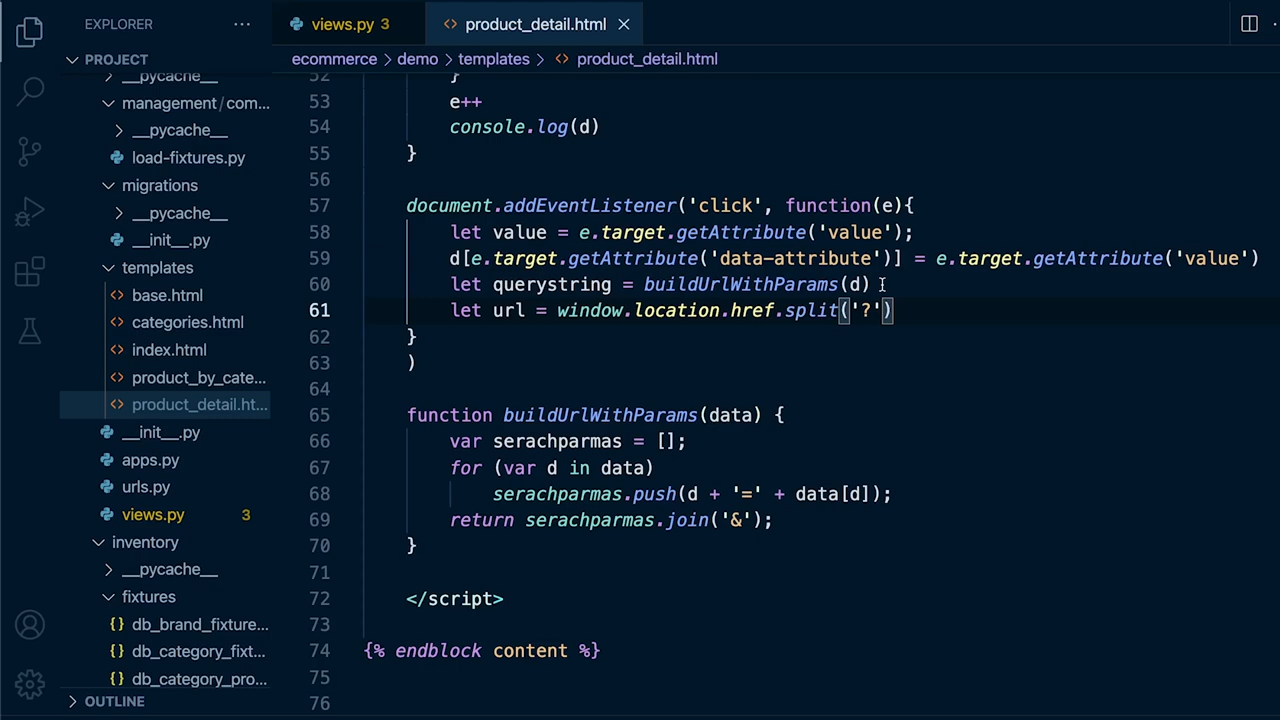 EXPLORER
PROJECT
__pycache__
management/com...
__pycache__
load-fixtures.py
migrations
__pycache__
__init__.py
templates
base.html
categories.html
index.html
product_by_cate...
product_detail.ht...
__init__.py
apps.py
urls.py
views.py 3
inventory
__pycache__
fixtures
db_brand_fixture...
db_category_fixt...
db_category_pro...
OUTLINE
views.py 3
product_detail.html
ecommerce > demo > templates > product_detail.html
52 }
53 e++
54 console.log(d)
55 }
56
57 document.addEventListener('click', function(e){
58 let value = e.target.getAttribute('value');
59 d[e.target.getAttribute('data-attribute')] = e.target.getAttribute('value')
60 let querystring = buildUrlWithParams(d)
61 let url = window.location.href.split('?')
62 }
63 )
64
65 function buildUrlWithParams(data) {
66 var serachparmas = [];
67 for (var d in data)
68 serachparmas.push(d + '=' + data[d]);
69 return serachparmas.join('&');
70 }
71
72 </script>
73
74 {% endblock content %}
75
76